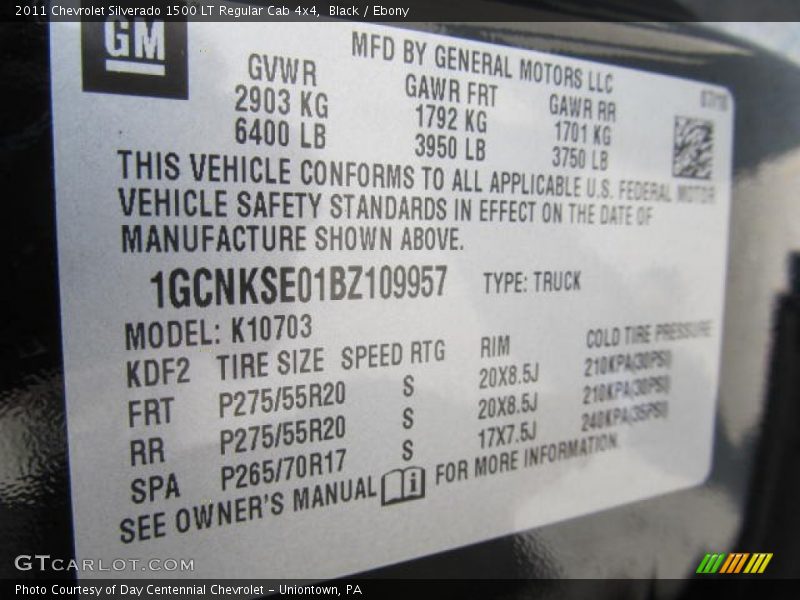 2011 Chevrolet Silverado 1500 LT Regular Cab 4x4, Black / Ebony
GM
MFD BY GENERAL MOTORS LLC
GVWR GAWR FRT GAWR RR
2903 KG 1792 KG 1701 KG
6400 LB 3950 LB 3750 LB
THIS VEHICLE CONFORMS TO ALL APPLICABLE U.S. FEDERAL MOTOR
VEHICLE SAFETY STANDARDS IN EFFECT ON THE DATE OF
MANUFACTURE SHOWN ABOVE.
1GCNKSE01BZ109957 TYPE: TRUCK
MODEL: K10703
KDF2 TIRE SIZE SPEED RTG RIM COLD TIRE PRESSURE
FRT P275/55R20 S 20X8.5J 210KPA(30PSI)
RR P275/55R20 S 20X8.5J 210KPA(30PSI)
SPA P265/70R17 S 17X7.5J 240KPA(35PSI)
SEE OWNER'S MANUAL i FOR MORE INFORMATION
GTCARLOT.COM
Photo Courtesy of Day Centennial Chevrolet - Uniontown, PA